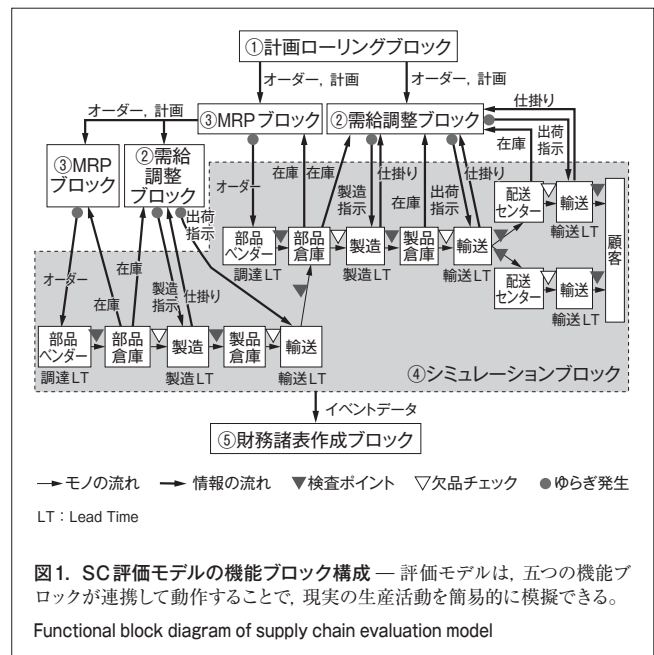 ①計画ローリングブロック
オーダー, 計画
オーダー, 計画
オーダー, 計画
③MRPブロック
②需給調整ブロック
仕掛り
在庫
出荷
指示
③MRP
ブロック
②需給
調整
ブロック
オーダー
在庫
在庫
製造
指示
仕掛り
在庫
出荷
指示
仕掛り
出荷
指示
配送
センター
輸送
輸送LT
顧客
部品
ベンダー
調達LT
部品
倉庫
製造
製造LT
製品
倉庫
輸送
輸送LT
配送
センター
輸送
輸送LT
オーダー
在庫
在庫
製造
指示
仕掛り
部品
ベンダー
調達LT
部品
倉庫
製造
製造LT
製品
倉庫
輸送
輸送LT
④シミュレーションブロック
イベントデータ
⑤財務諸表作成ブロック
モノの流れ 情報の流れ ▼検査ポイント ▽欠品チェック ●ゆらぎ発生
LT：Lead Time
図1. SC評価モデルの機能ブロック構成 — 評価モデルは, 五つの機能ブ
ロックが連携して動作することで, 現実の生産活動を簡易的に模擬できる。
Functional block diagram of supply chain evaluation model